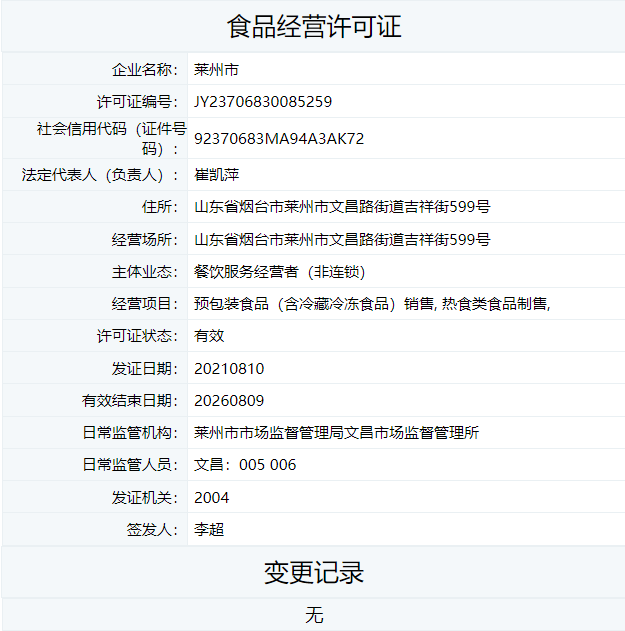 食品经营许可证
企业名称： 莱州市
许可证编号： JY23706830085259
社会信用代码（证件号
码）： 92370683MA94A3AK72
法定代表人（负责人）： 崔凯萍
住所： 山东省烟台市莱州市文昌路街道吉祥街599号
经营场所： 山东省烟台市莱州市文昌路街道吉祥街599号
主体业态： 餐饮服务经营者（非连锁）
经营项目： 预包装食品（含冷藏冷冻食品）销售, 热食类食品制售,
许可证状态： 有效
发证日期： 20210810
有效结束日期： 20260809
日常监管机构： 莱州市市场监督管理局文昌市场监督管理所
日常监管人员： 文昌：005 006
发证机关： 2004
签发人： 李超
变更记录
无